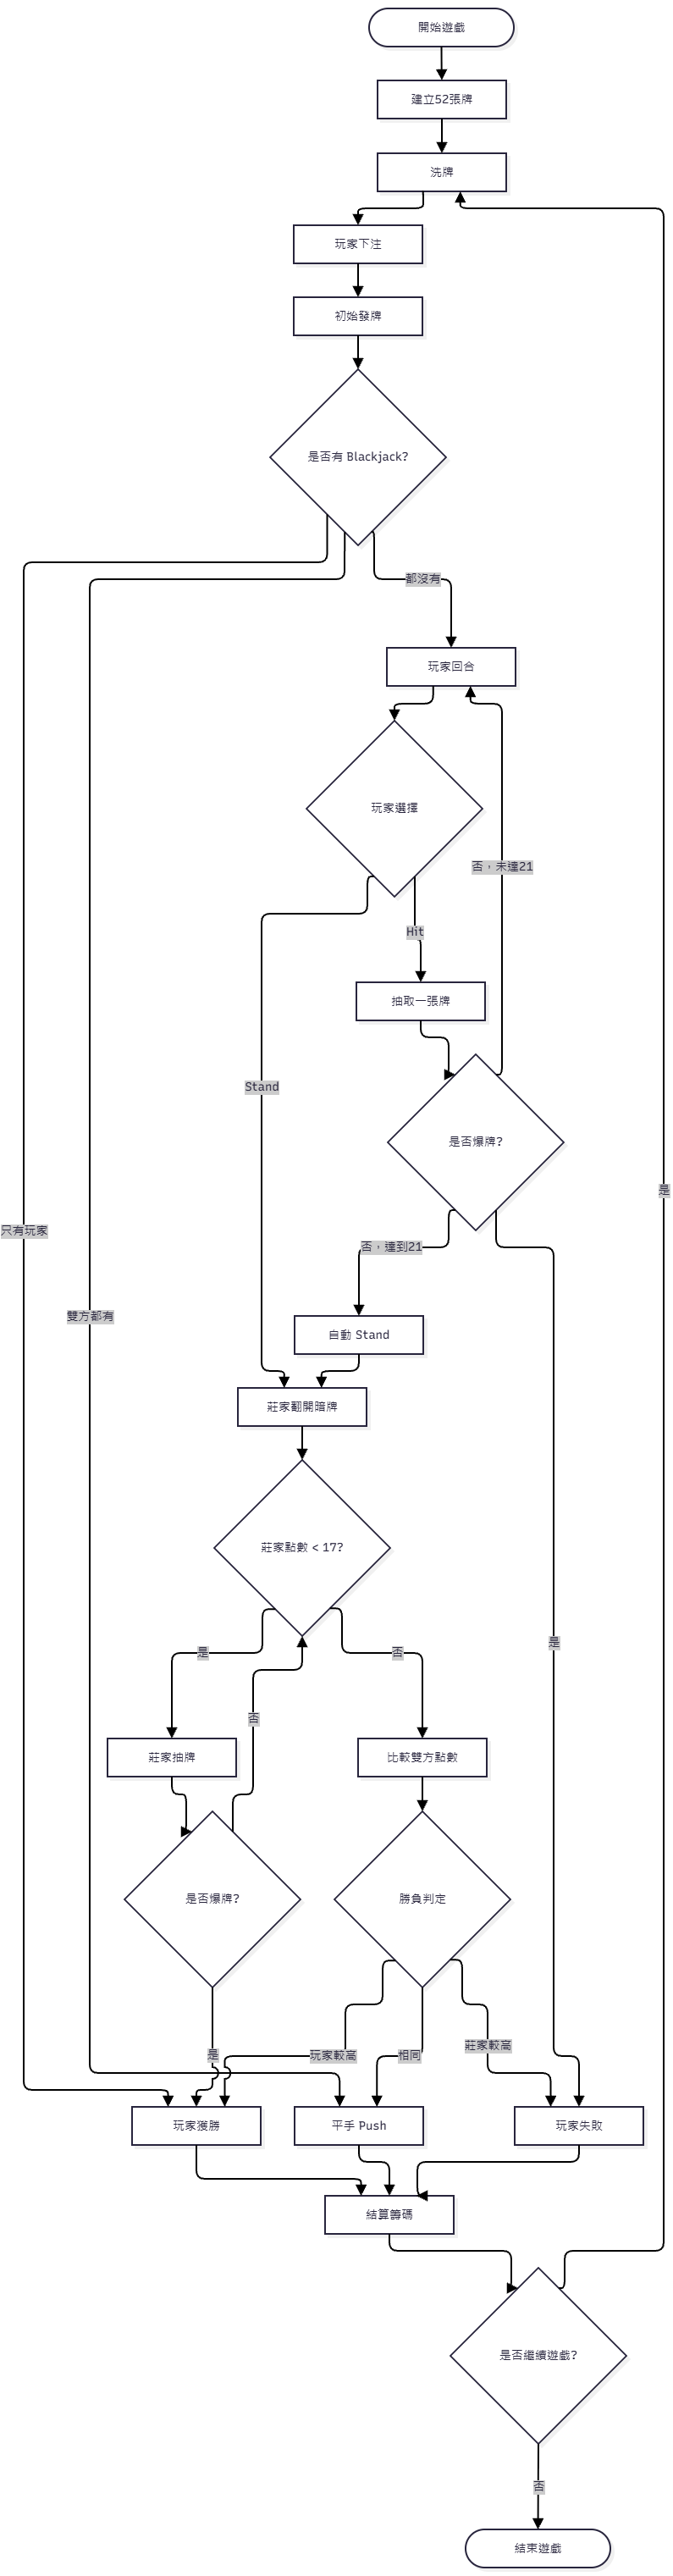 開始遊戲
建立52張牌
洗牌
玩家下注
初始發牌
是否有 Blackjack?
都沒有
玩家回合
玩家選擇
否，未達21
Hit
抽取一張牌
Stand
是否爆牌?
是
只有玩家
否，達到21
雙方都有
自動 Stand
莊家翻開暗牌
莊家點數 < 17?
是
是
否
否
莊家抽牌
比較雙方點數
是否爆牌?
勝負判定
是
玩家較高
相同
莊家較高
玩家獲勝
平手 Push
玩家失敗
結算籌碼
是否繼續遊戲?
否
結束遊戲